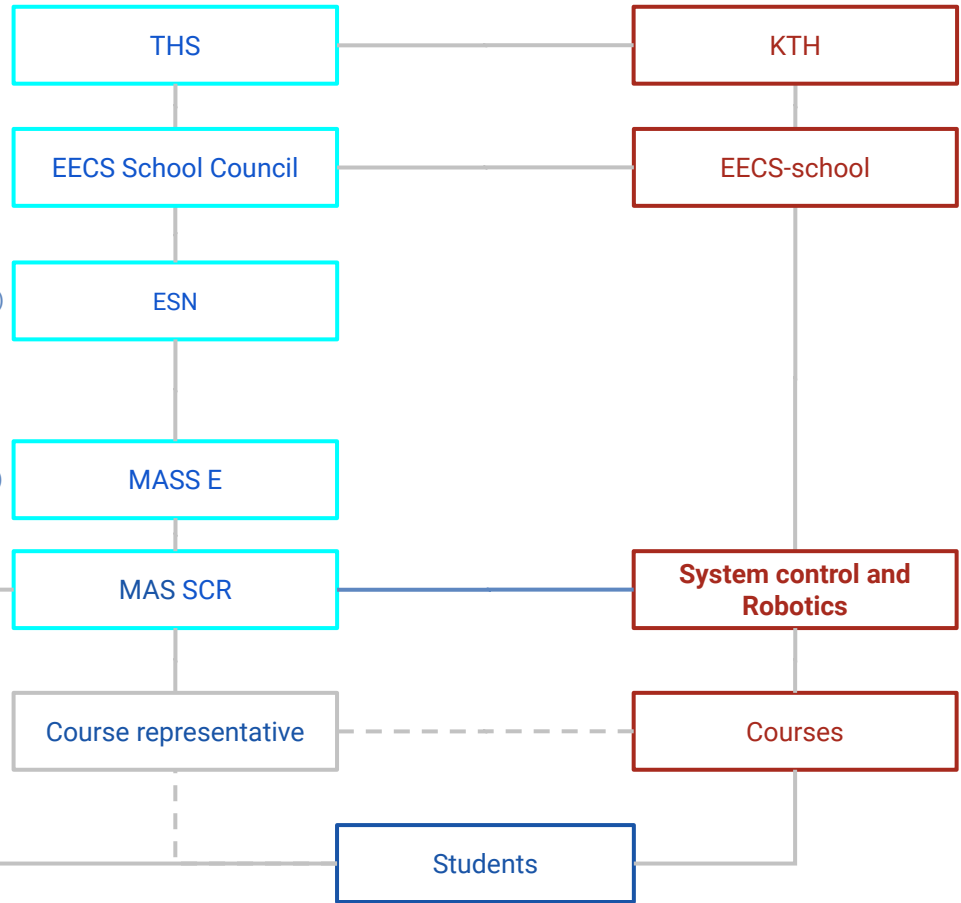 THS
KTH
EECS School Council
EECS-school
)
ESN
)
MASS E
MAS SCR
System control and
Robotics
Course representative
Courses
Students